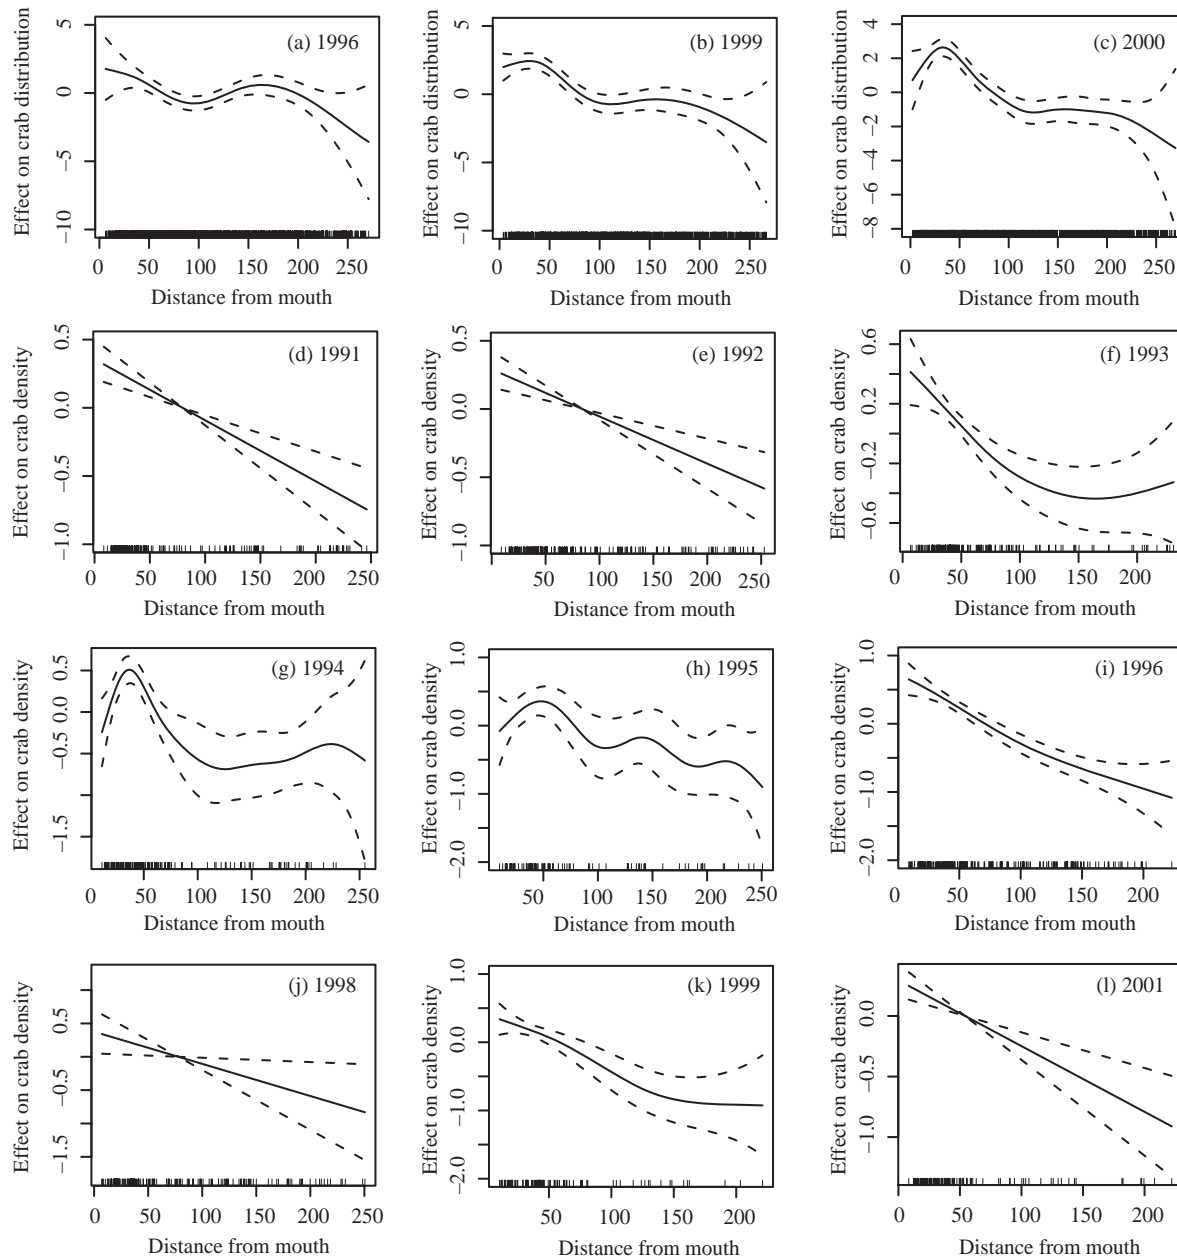 (a) 1996
Effect on crab distribution
5
0
−5
−10
0 50 100 150 200 250
Distance from mouth
(b) 1999
Effect on crab distribution
5
0
−5
−10
0 50 100 150 200 250
Distance from mouth
(c) 2000
Effect on crab distribution
4
2
0
−2
−4
−6
−8
0 50 100 150 200 250
Distance from mouth
(d) 1991
Effect on crab density
0.5
0.0
−0.5
−1.0
0 50 100 150 200 250
Distance from mouth
(e) 1992
Effect on crab density
0.5
0.0
−0.5
−1.0
0 50 100 150 200 250
Distance from mouth
(f) 1993
Effect on crab density
0.6
0.2
−0.2
−0.6
0 50 100 150 200
Distance from mouth
(g) 1994
Effect on crab density
0.5
0.0
−0.5
−1.5
0 50 100 150 200 250
Distance from mouth
(h) 1995
Effect on crab density
1.0
0.0
−1.0
−2.0
0 50 100 150 200 250
Distance from mouth
(i) 1996
Effect on crab density
1.0
0.0
−1.0
−2.0
0 50 100 150 200
Distance from mouth
(j) 1998
Effect on crab density
0.5
−0.5
−1.5
0 50 100 150 200 250
Distance from mouth
(k) 1999
Effect on crab density
1.0
0.0
−1.0
−2.0
0 50 100 150 200
Distance from mouth
(l) 2001
Effect on crab density
0.0
−0.5
−1.0
0 50 100 150 200
Distance from mouth